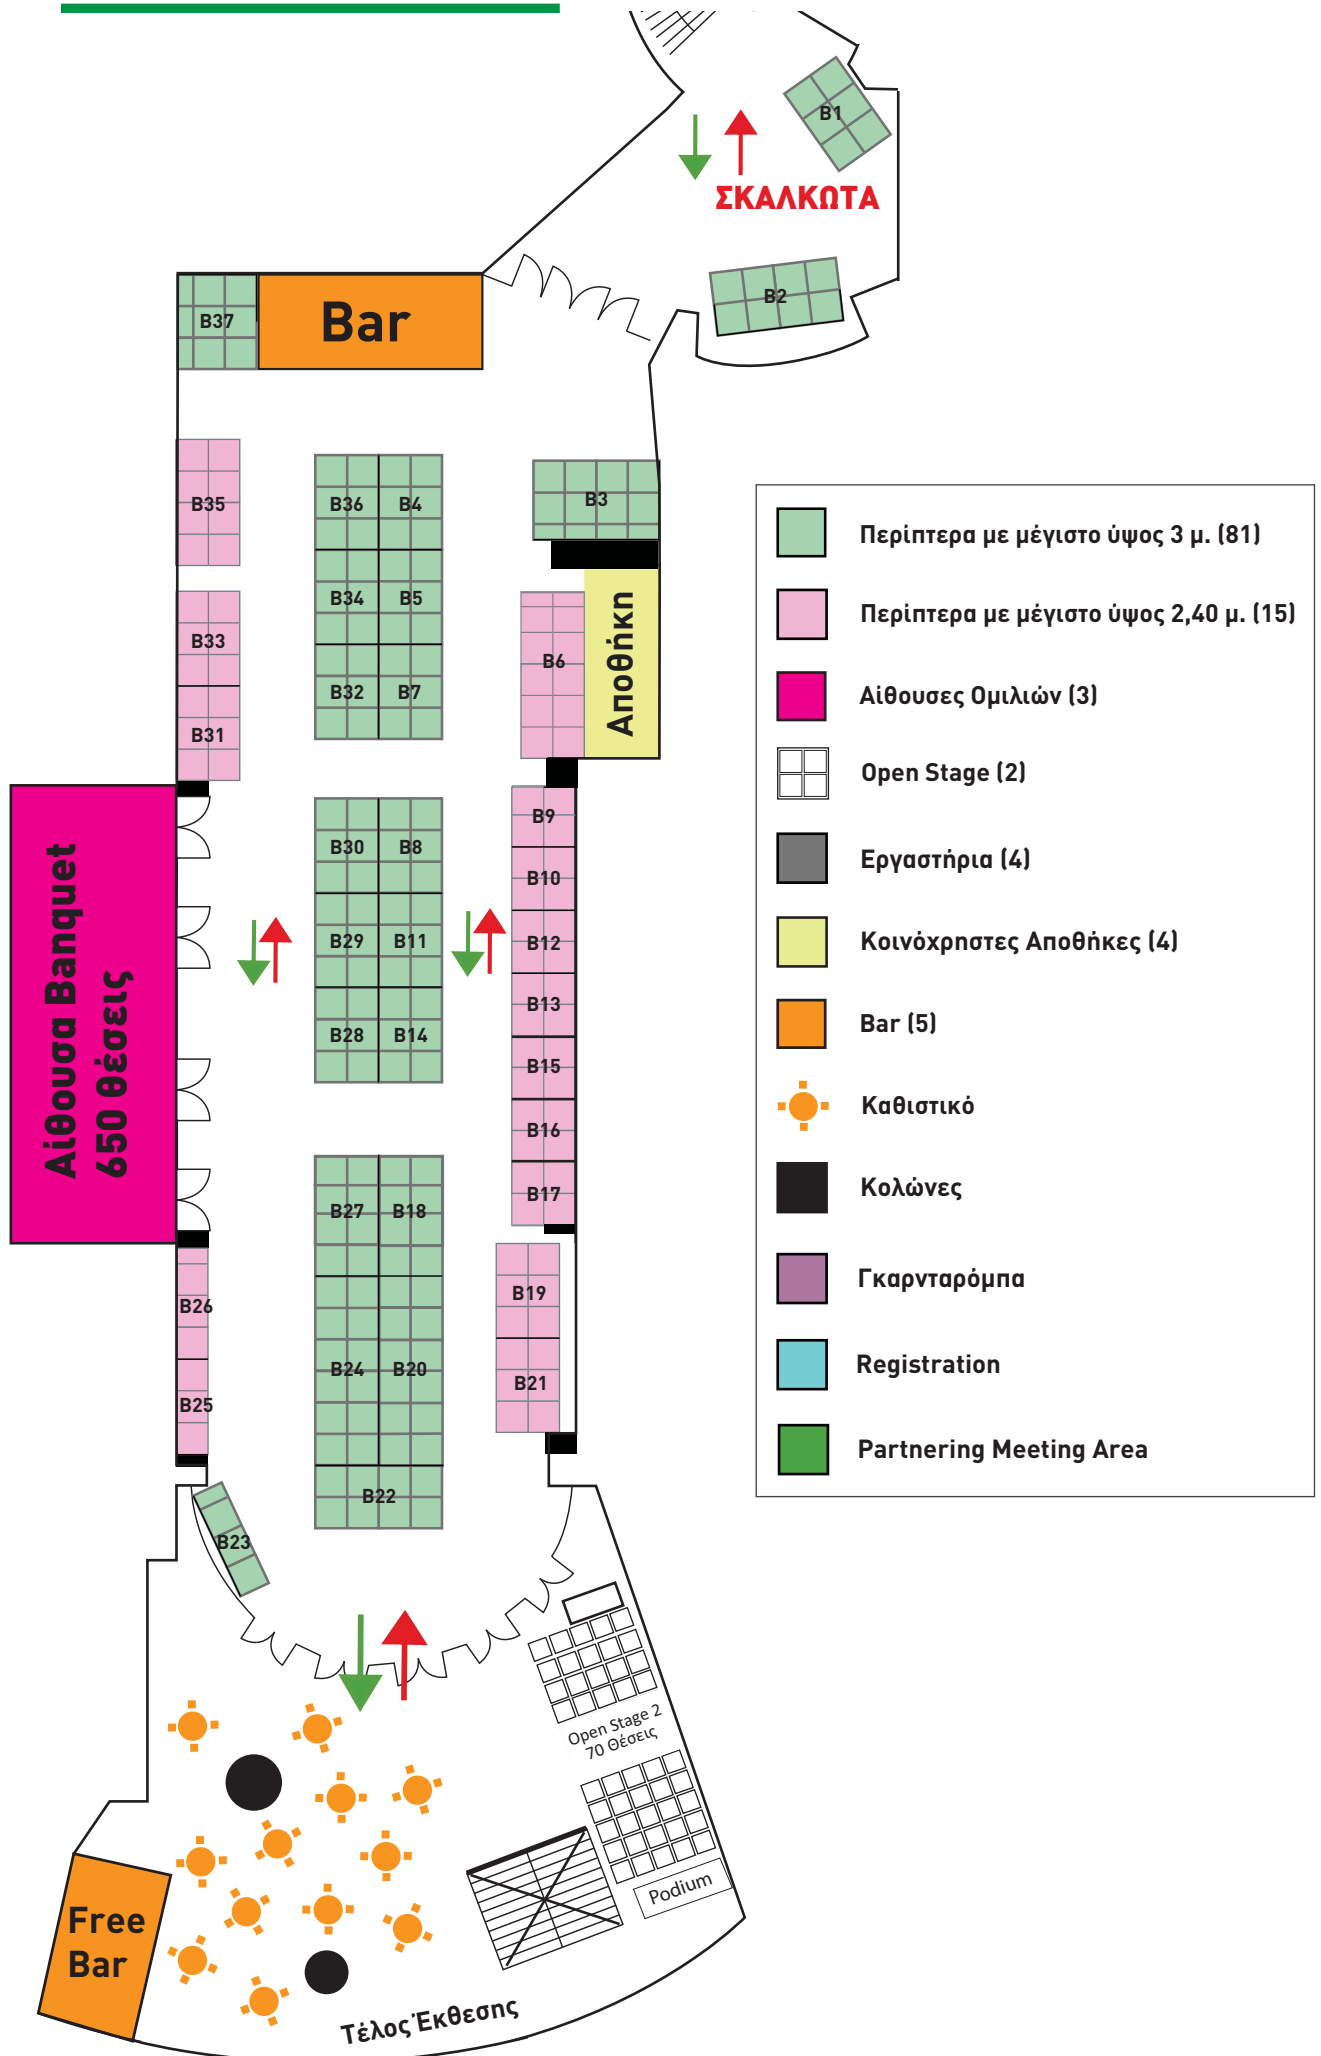 B1
ΣΚΑΛΚΩΤΑ
B2
B37
Bar
B35
B36
B4
B3
B34
B5
B33
B6
Αποθήκη
B32
B7
B31
B9
B30
B8
B10
Αίθουσα Banquet
650 θέσεις
B29
B11
B12
B13
B28
B14
B15
B16
B17
B27
B18
B26
B19
B24
B20
B21
B25
B22
B23
Open Stage 2
70 Θέσεις
Podium
Free
Bar
Τέλος Έκθεσης
Περίπτερα με μέγιστο ύψος 3 μ. (81)
Περίπτερα με μέγιστο ύψος 2,40 μ. (15)
Αίθουσες Ομιλιών (3)
Open Stage (2)
Εργαστήρια (4)
Κοινόχρηστες Αποθήκες (4)
Bar (5)
Καθιστικό
Κολώνες
Γκαρνταρόμπα
Registration
Partnering Meeting Area